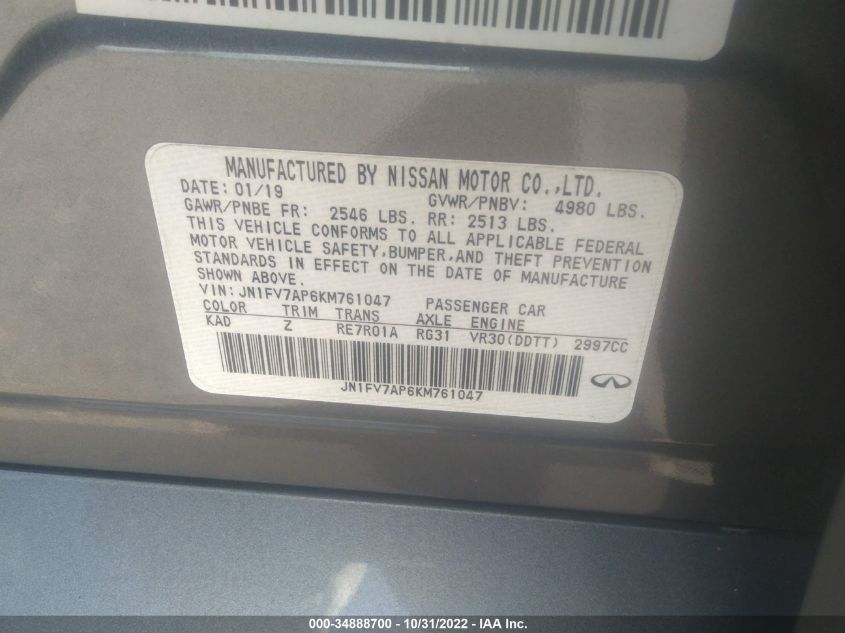 MANUFACTURED BY NISSAN MOTOR CO.,LTD.
DATE: 01/19 GVWR/PNBV: 4980 LBS.
GAWR/PNBE FR: 2546 LBS. RR: 2513 LBS.
THIS VEHICLE CONFORMS TO ALL APPLICABLE FEDERAL
MOTOR VEHICLE SAFETY, BUMPER, AND THEFT PREVENTION
STANDARDS IN EFFECT ON THE DATE OF MANUFACTURE
SHOWN ABOVE.
VIN: JN1FV7AP6KM761047 PASSENGER CAR
COLOR TRIM TRANS AXLE ENGINE
KAD Z RE7R01A RG31 VR30(DDTT) 2997CC
JN1FV7AP6KM761047
000-34888700 - 10/31/2022 - IAA Inc.